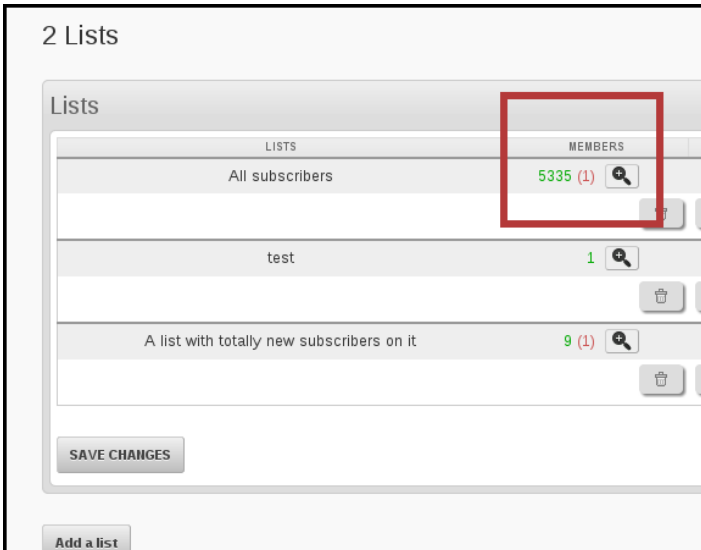 2 Lists
Lists
LISTS MEMBERS
All subscribers 5335 (1)
test 1
A list with totally new subscribers on it 9 (1)
SAVE CHANGES
Add a list